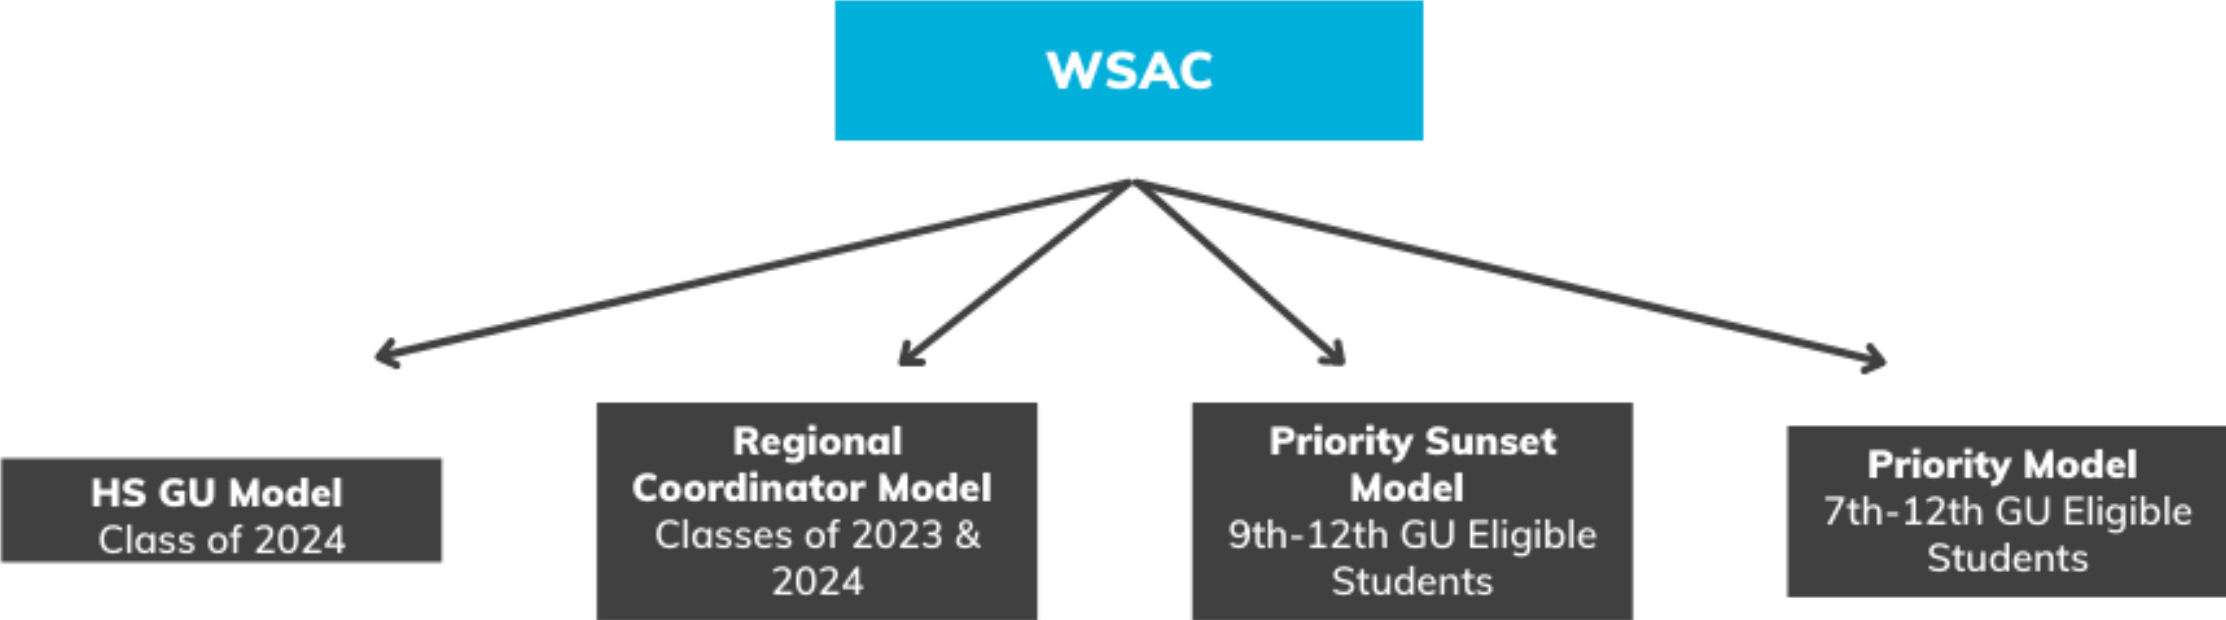 WSAC
HS GU Model
Class of 2024
Regional
Coordinator Model
Classes of 2023 &
2024
Priority Sunset
Model
9th-12th GU Eligible
Students
Priority Model
7th-12th GU Eligible
Students